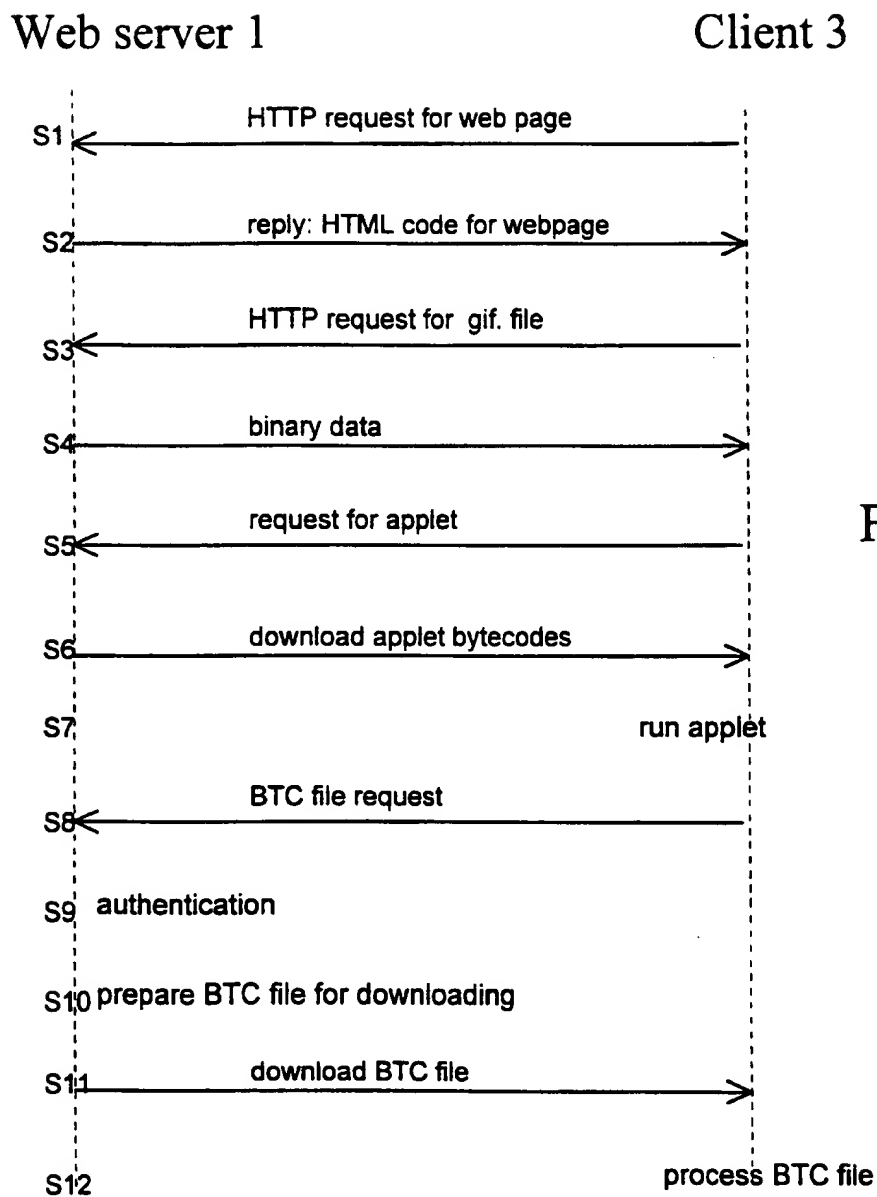 Web server 1 Client 3
S1 HTTP request for web page
S2 reply: HTML code for webpage
S3 HTTP request for gif. file
S4 binary data
S5 request for applet
F
S6 download applet bytecodes
S7 run applet
S8 BTC file request
S9 authentication
S10 prepare BTC file for downloading
S11 download BTC file
S12 process BTC file